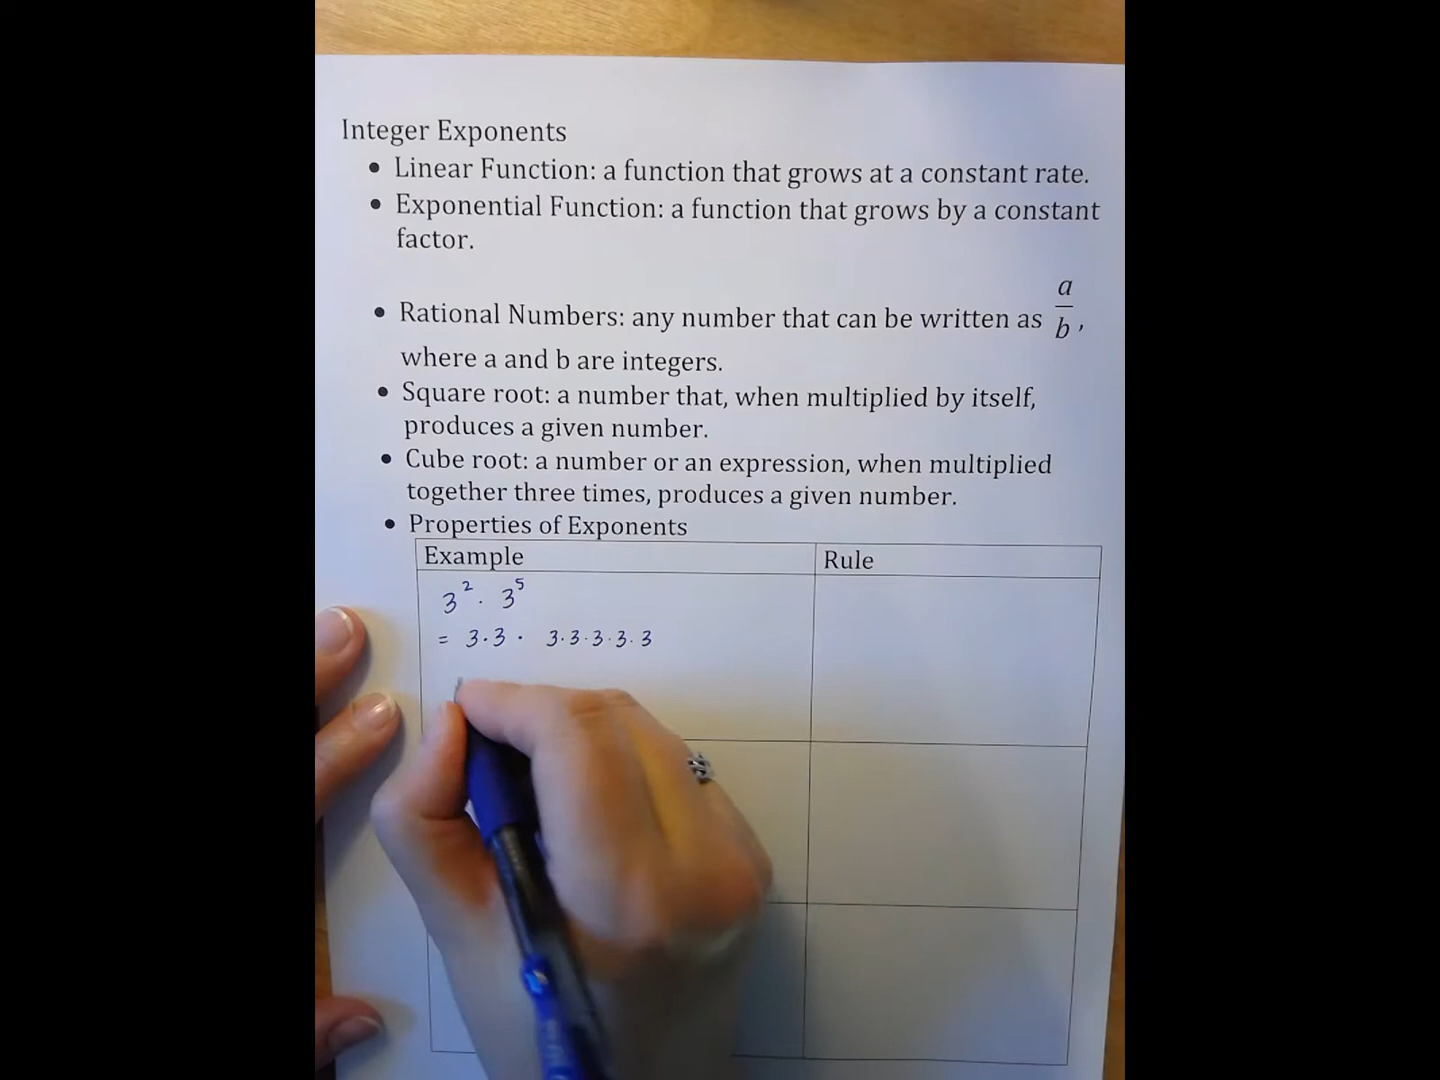 Integer Exponents
• Linear Function: a function that grows at a constant rate.
• Exponential Function: a function that grows by a constant
factor.
• Rational Numbers: any number that can be written as a/b,
where a and b are integers.
• Square root: a number that, when multiplied by itself,
produces a given number.
• Cube root: a number or an expression, when multiplied
together three times, produces a given number.
• Properties of Exponents
Example Rule
3² · 3⁵
= 3·3 · 3·3·3·3·3